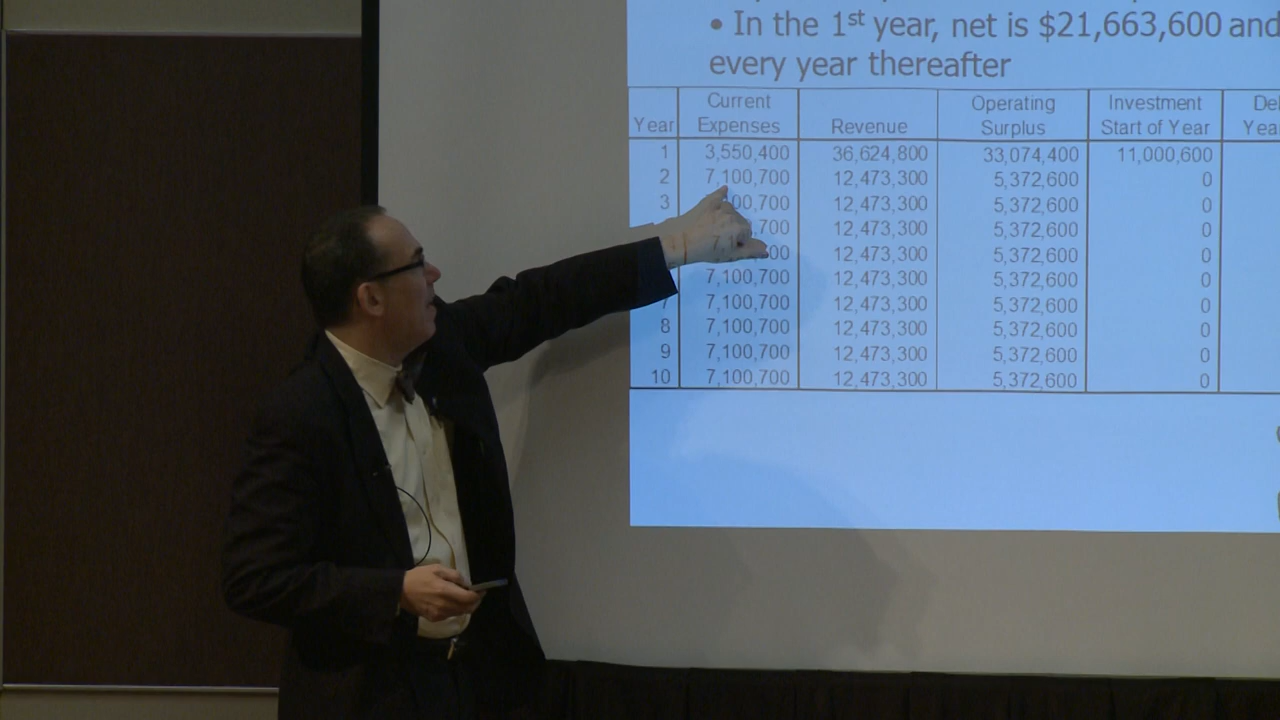 • In the 1st year, net is $21,663,600 and
every year thereafter
Year Current Expenses Revenue Operating Surplus Investment Start of Year
1 3,550,400 36,624,800 33,074,400 11,000,600
2 7,100,700 12,473,300 5,372,600 0
3 00,700 12,473,300 5,372,600 0
,700 12,473,300 5,372,600 0
00 12,473,300 5,372,600 0
7,100,700 12,473,300 5,372,600 0
7 7,100,700 12,473,300 5,372,600 0
8 7,100,700 12,473,300 5,372,600 0
9 7,100,700 12,473,300 5,372,600 0
10 7,100,700 12,473,300 5,372,600 0